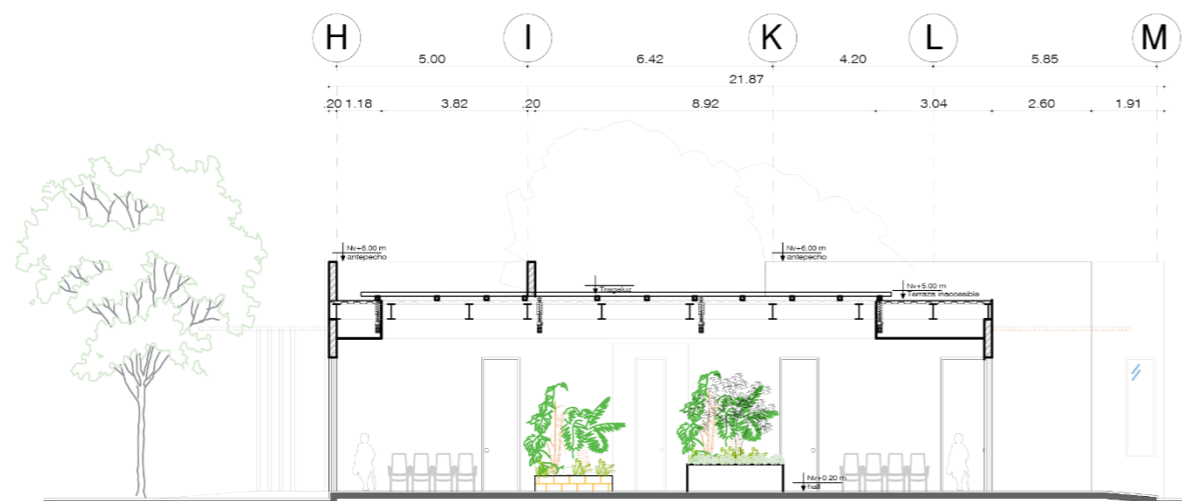 H I K L M
5.00 6.42 4.20 5.85
21.87
.20 1.18 3.82 .20 8.92 3.04 2.60 1.91
Nv+6.00 m
antepecho
Nv+6.00 m
antepecho
Tragaluz
Nv+5.00 m
Terraza inaccesible
Nv+0.20 m
hall